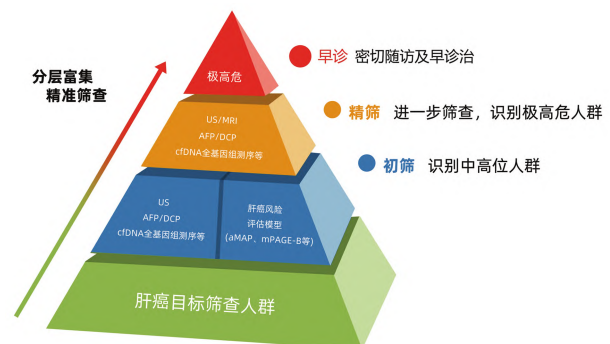 分层富集
精准筛查
极高危
早诊 密切随访及早诊治
US/MRI
AFP/DCP
cfDNA全基因组测序等
精筛 进一步筛查，识别极高危人群
初筛 识别中高位人群
US
AFP/DCP
cfDNA全基因组测序等
肝癌风险
评估模型
(aMAP、mPAGE-B等)
肝癌目标筛查人群